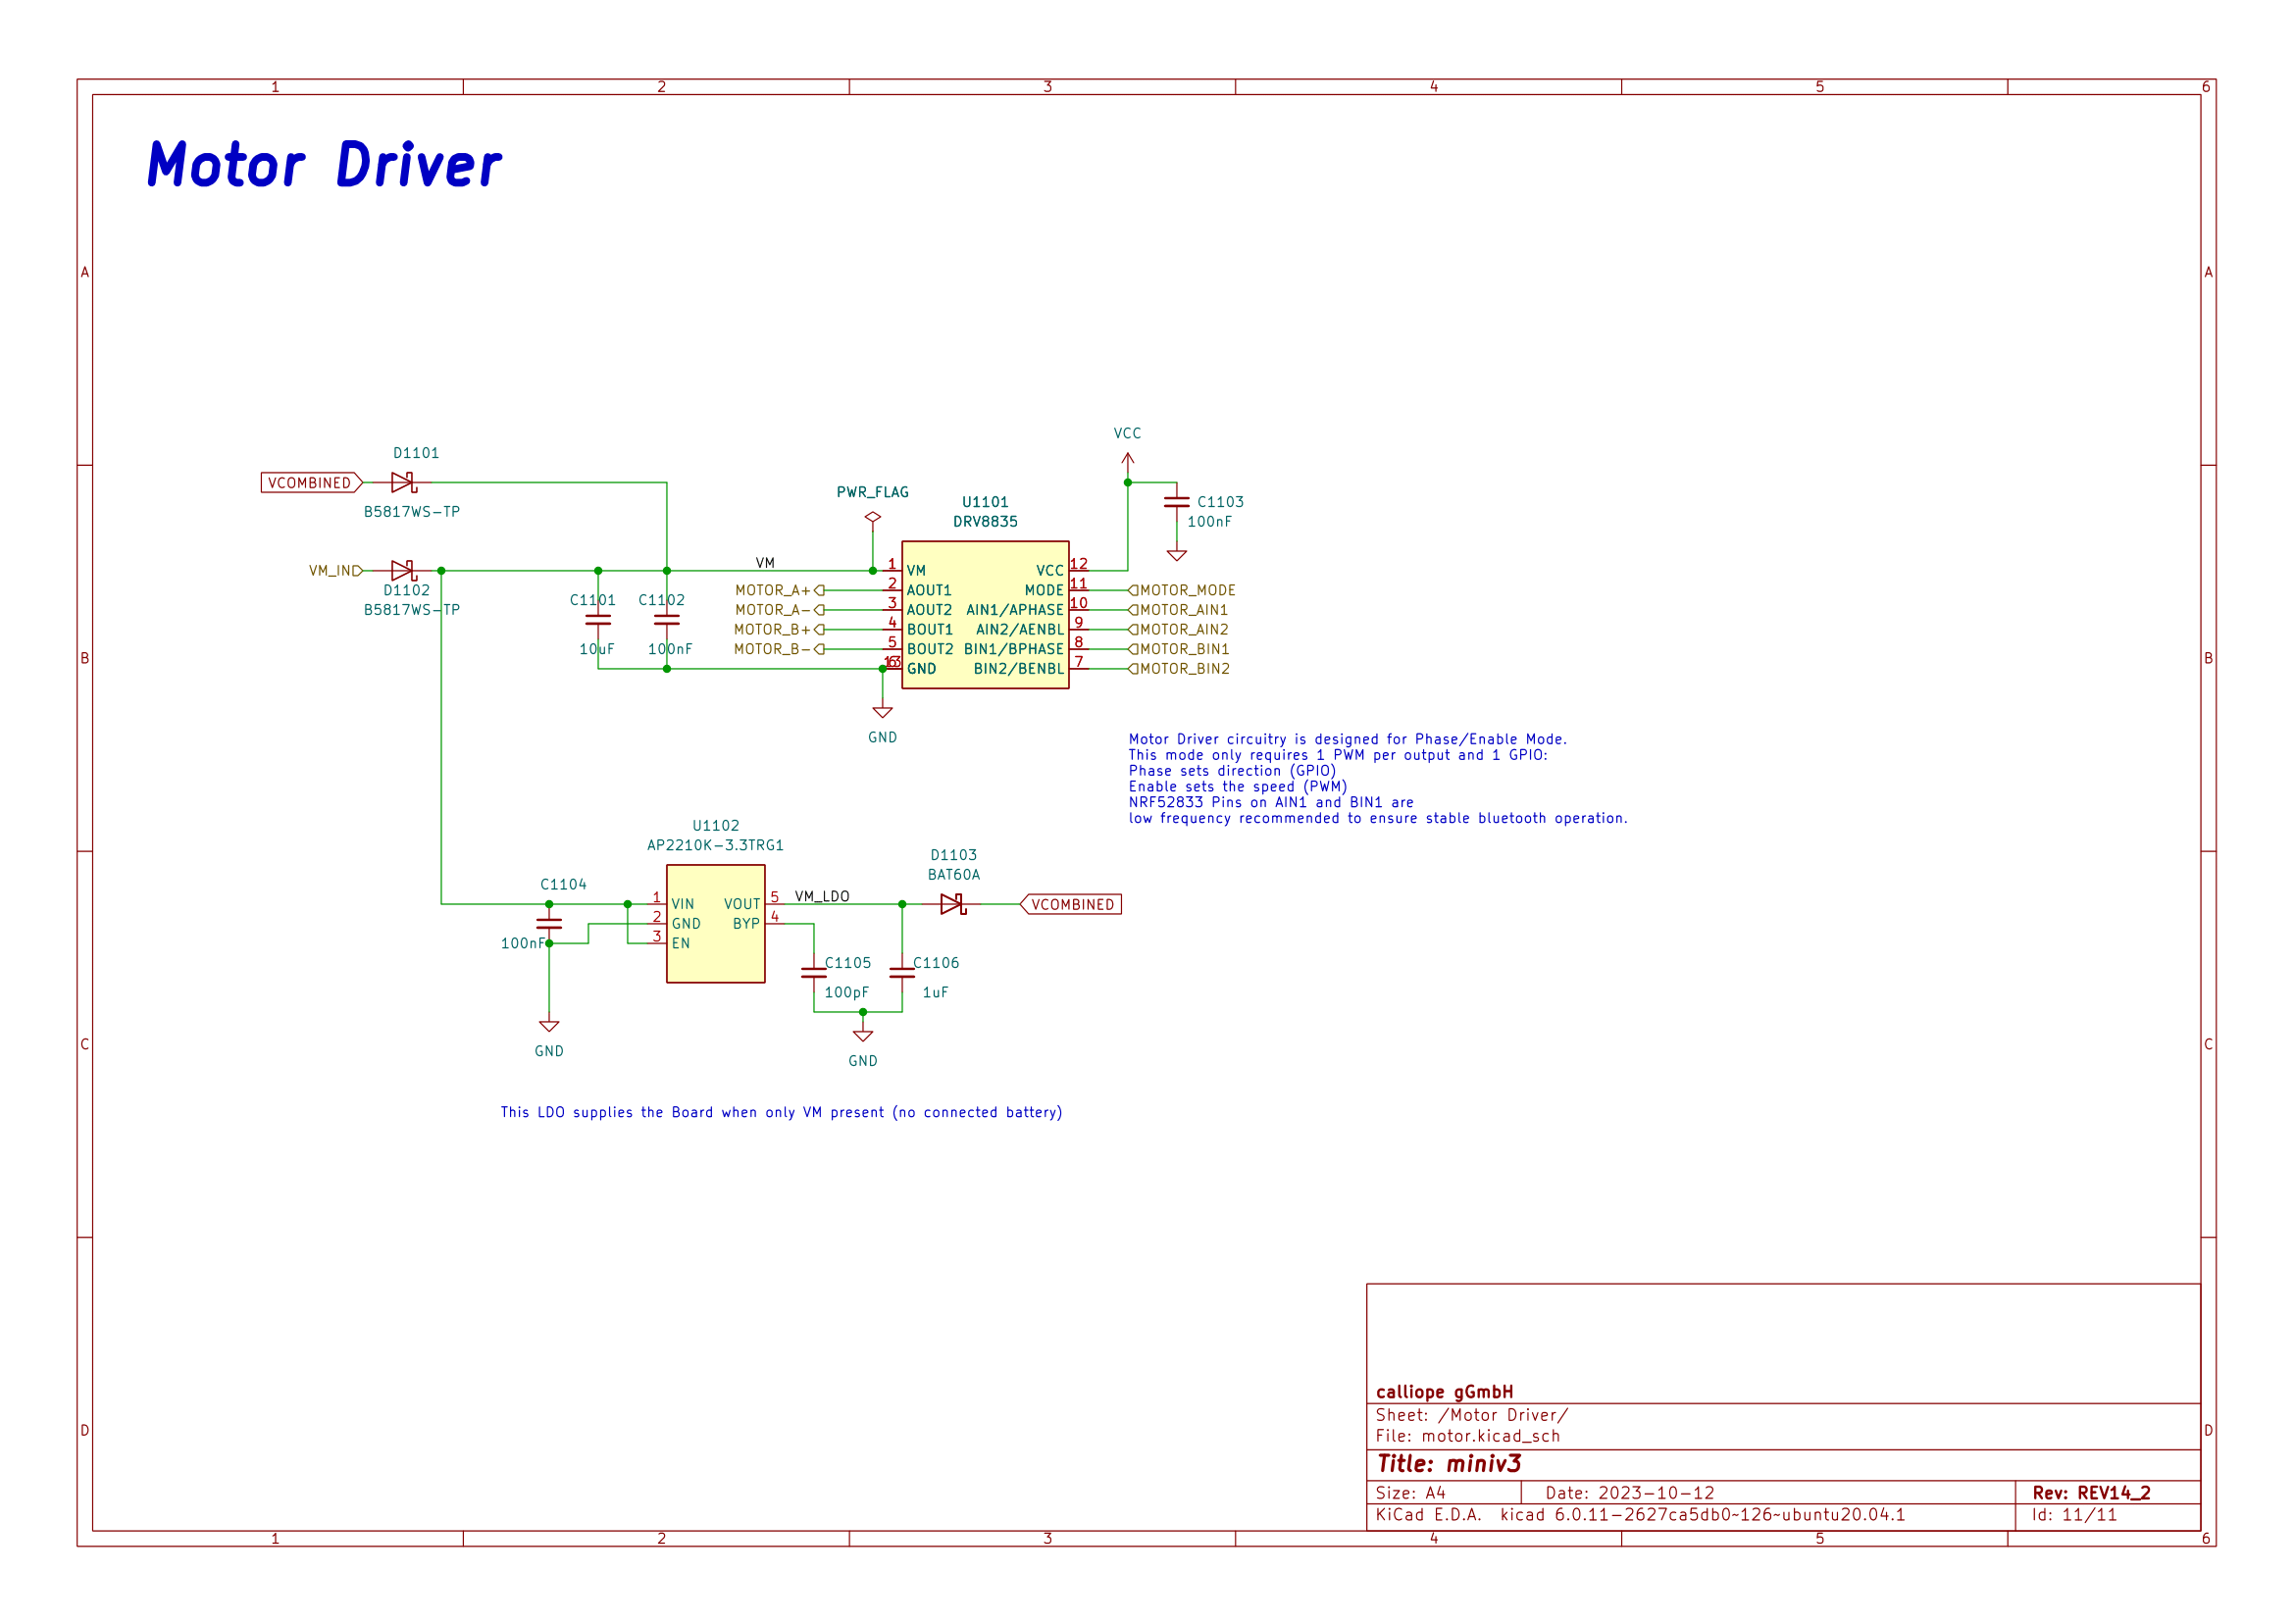 1 2 3 4 5 6
Motor Driver
A A
VCC
D1101
VCOMBINED
B5817WS-TP
PWR_FLAG
U1101
DRV8835
C1103
100nF
VM_IN
D1102
B5817WS-TP
VM
C1101
10uF
C1102
100nF
1 VM VCC 12
MOTOR_A+ 2 AOUT1 MODE 11 MOTOR_MODE
MOTOR_A- 3 AOUT2 AIN1/APHASE 10 MOTOR_AIN1
MOTOR_B+ 4 BOUT1 AIN2/AENBL 9 MOTOR_AIN2
MOTOR_B- 5 BOUT2 BIN1/BPHASE 8 MOTOR_BIN1
GND BIN2/BENBL 7 MOTOR_BIN2
B B
GND
Motor Driver circuitry is designed for Phase/Enable Mode.
This mode only requires 1 PWM per output and 1 GPIO:
Phase sets direction (GPIO)
Enable sets the speed (PWM)
NRF52833 Pins on AIN1 and BIN1 are
low frequency recommended to ensure stable bluetooth operation.
U1102
AP2210K-3.3TRG1
D1103
BAT60A
C1104
100nF
1 VIN VOUT 5 VM_LDO VCOMBINED
2 GND BYP 4
3 EN
C1105
100pF
C1106
1uF
GND
GND
C C
This LDO supplies the Board when only VM present (no connected battery)
calliope gGmbH
Sheet: /Motor Driver/
File: motor.kicad_sch
D D
Title: miniv3
Size: A4 Date: 2023-10-12 Rev: REV14_2
KiCad E.D.A. kicad 6.0.11-2627ca5db0~126~ubuntu20.04.1 Id: 11/11
1 2 3 4 5 6